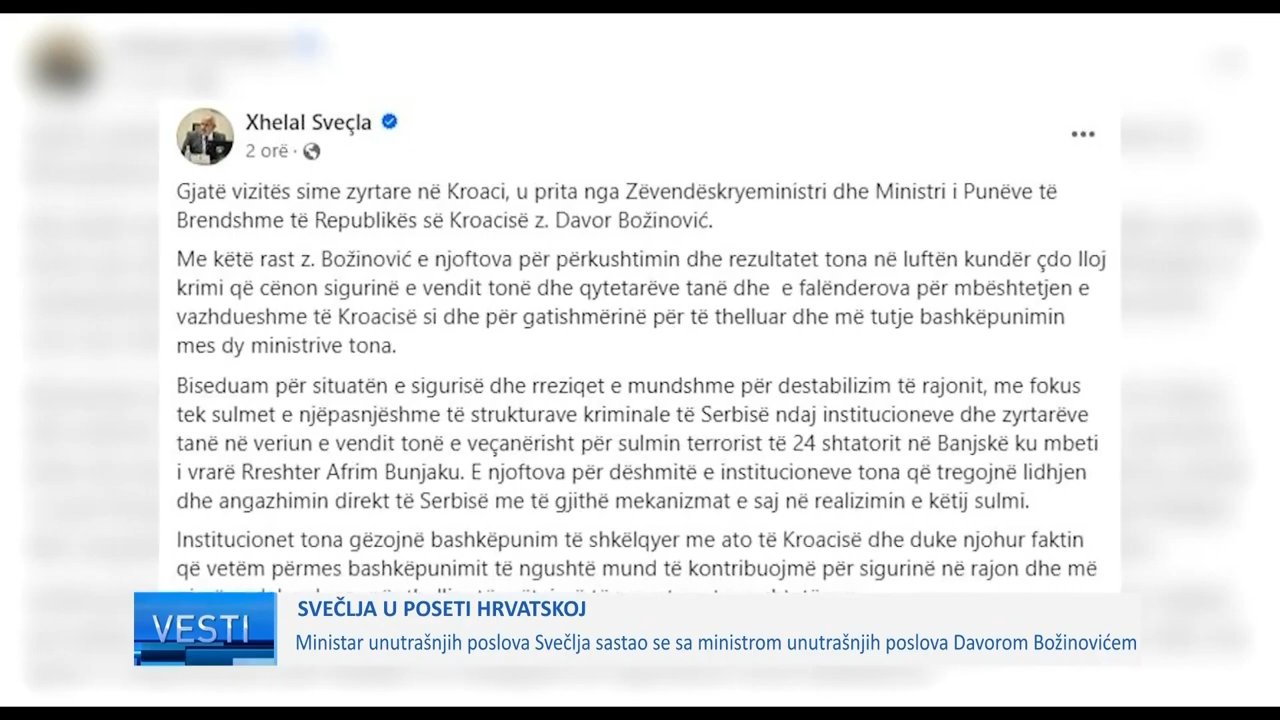 Xhelal Sveçla
2 orë ·
Gjatë vizitës sime zyrtare në Kroaci, u prita nga Zëvendëskryeministri dhe Ministri i Punëve të
Brendshme të Republikës së Kroacisë z. Davor Božinović.
Me këtë rast z. Božinović e njoftova për përkushtimin dhe rezultatet tona në luftën kundër çdo lloj
krimi që cënon sigurinë e vendit tonë dhe qytetarëve tanë dhe e falënderova për mbështetjen e
vazhdueshme të Kroacisë si dhe për gatishmërinë për të thelluar dhe më tutje bashkëpunimin
mes dy ministrive tona.
Biseduam për situatën e sigurisë dhe rreziqet e mundshme për destabilizim të rajonit, me fokus
tek sulmet e njëpasnjëshme të strukturave kriminale të Serbisë ndaj institucioneve dhe zyrtarëve
tanë në veriun e vendit tonë e veçanërisht për sulmin terrorist të 24 shtatorit në Banjskë ku mbeti
i vrarë Rreshter Afrim Bunjaku. E njoftova për dëshmitë e institucioneve tona që tregojnë lidhjen
dhe angazhimin direkt të Serbisë me të gjithë mekanizmat e saj në realizimin e këtij sulmi.
Institucionet tona gëzojnë bashkëpunim të shkëlqyer me ato të Kroacisë dhe duke njohur faktin
që vetëm përmes bashkëpunimit të ngushtë mund të kontribuojmë për sigurinë në rajon dhe më
VESTI
SVEČLJA U POSETI HRVATSKOJ
Ministar unutrašnjih poslova Svečlja sastao se sa ministrom unutrašnjih poslova Davorom Božinovićem